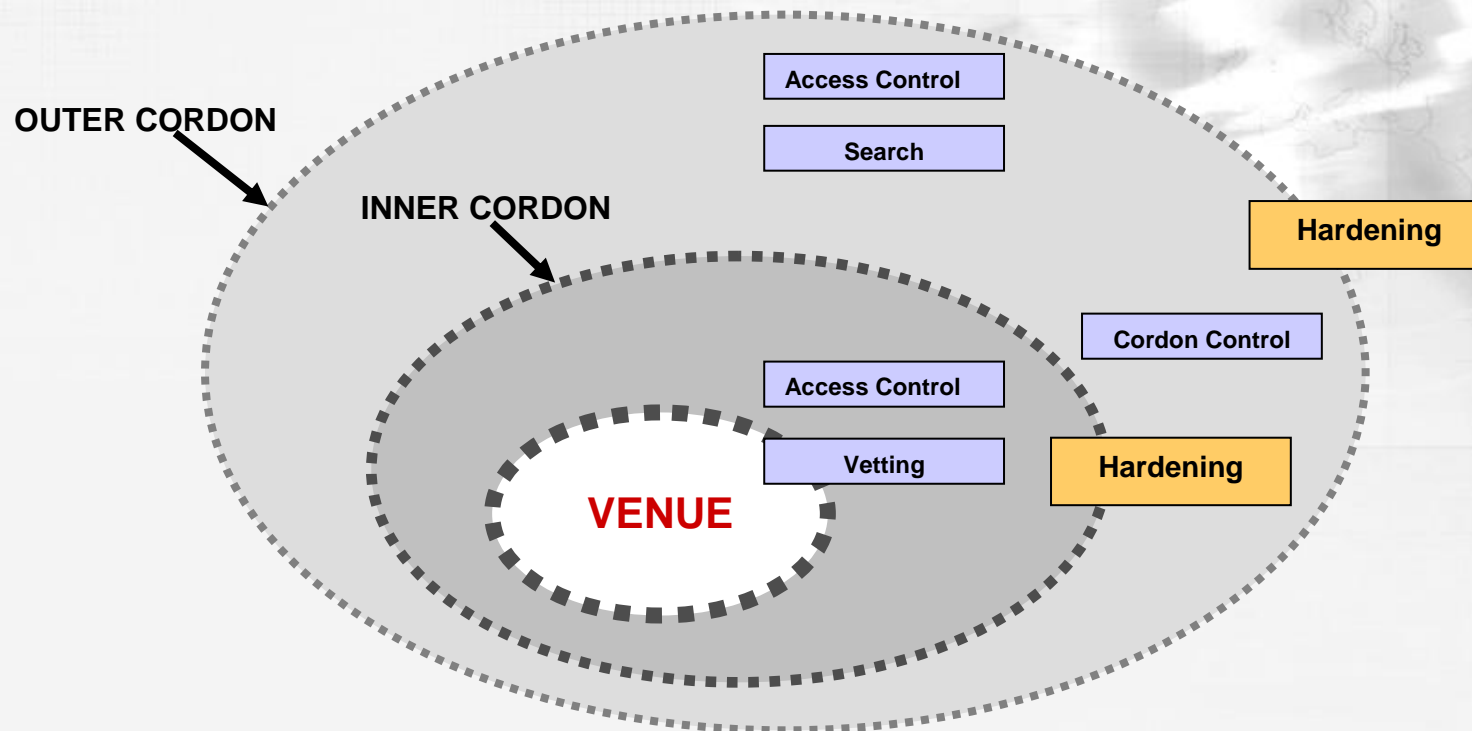 Access Control
OUTER CORDON
Search
INNER CORDON
Hardening
Cordon Control
Access Control
Vetting
Hardening
VENUE